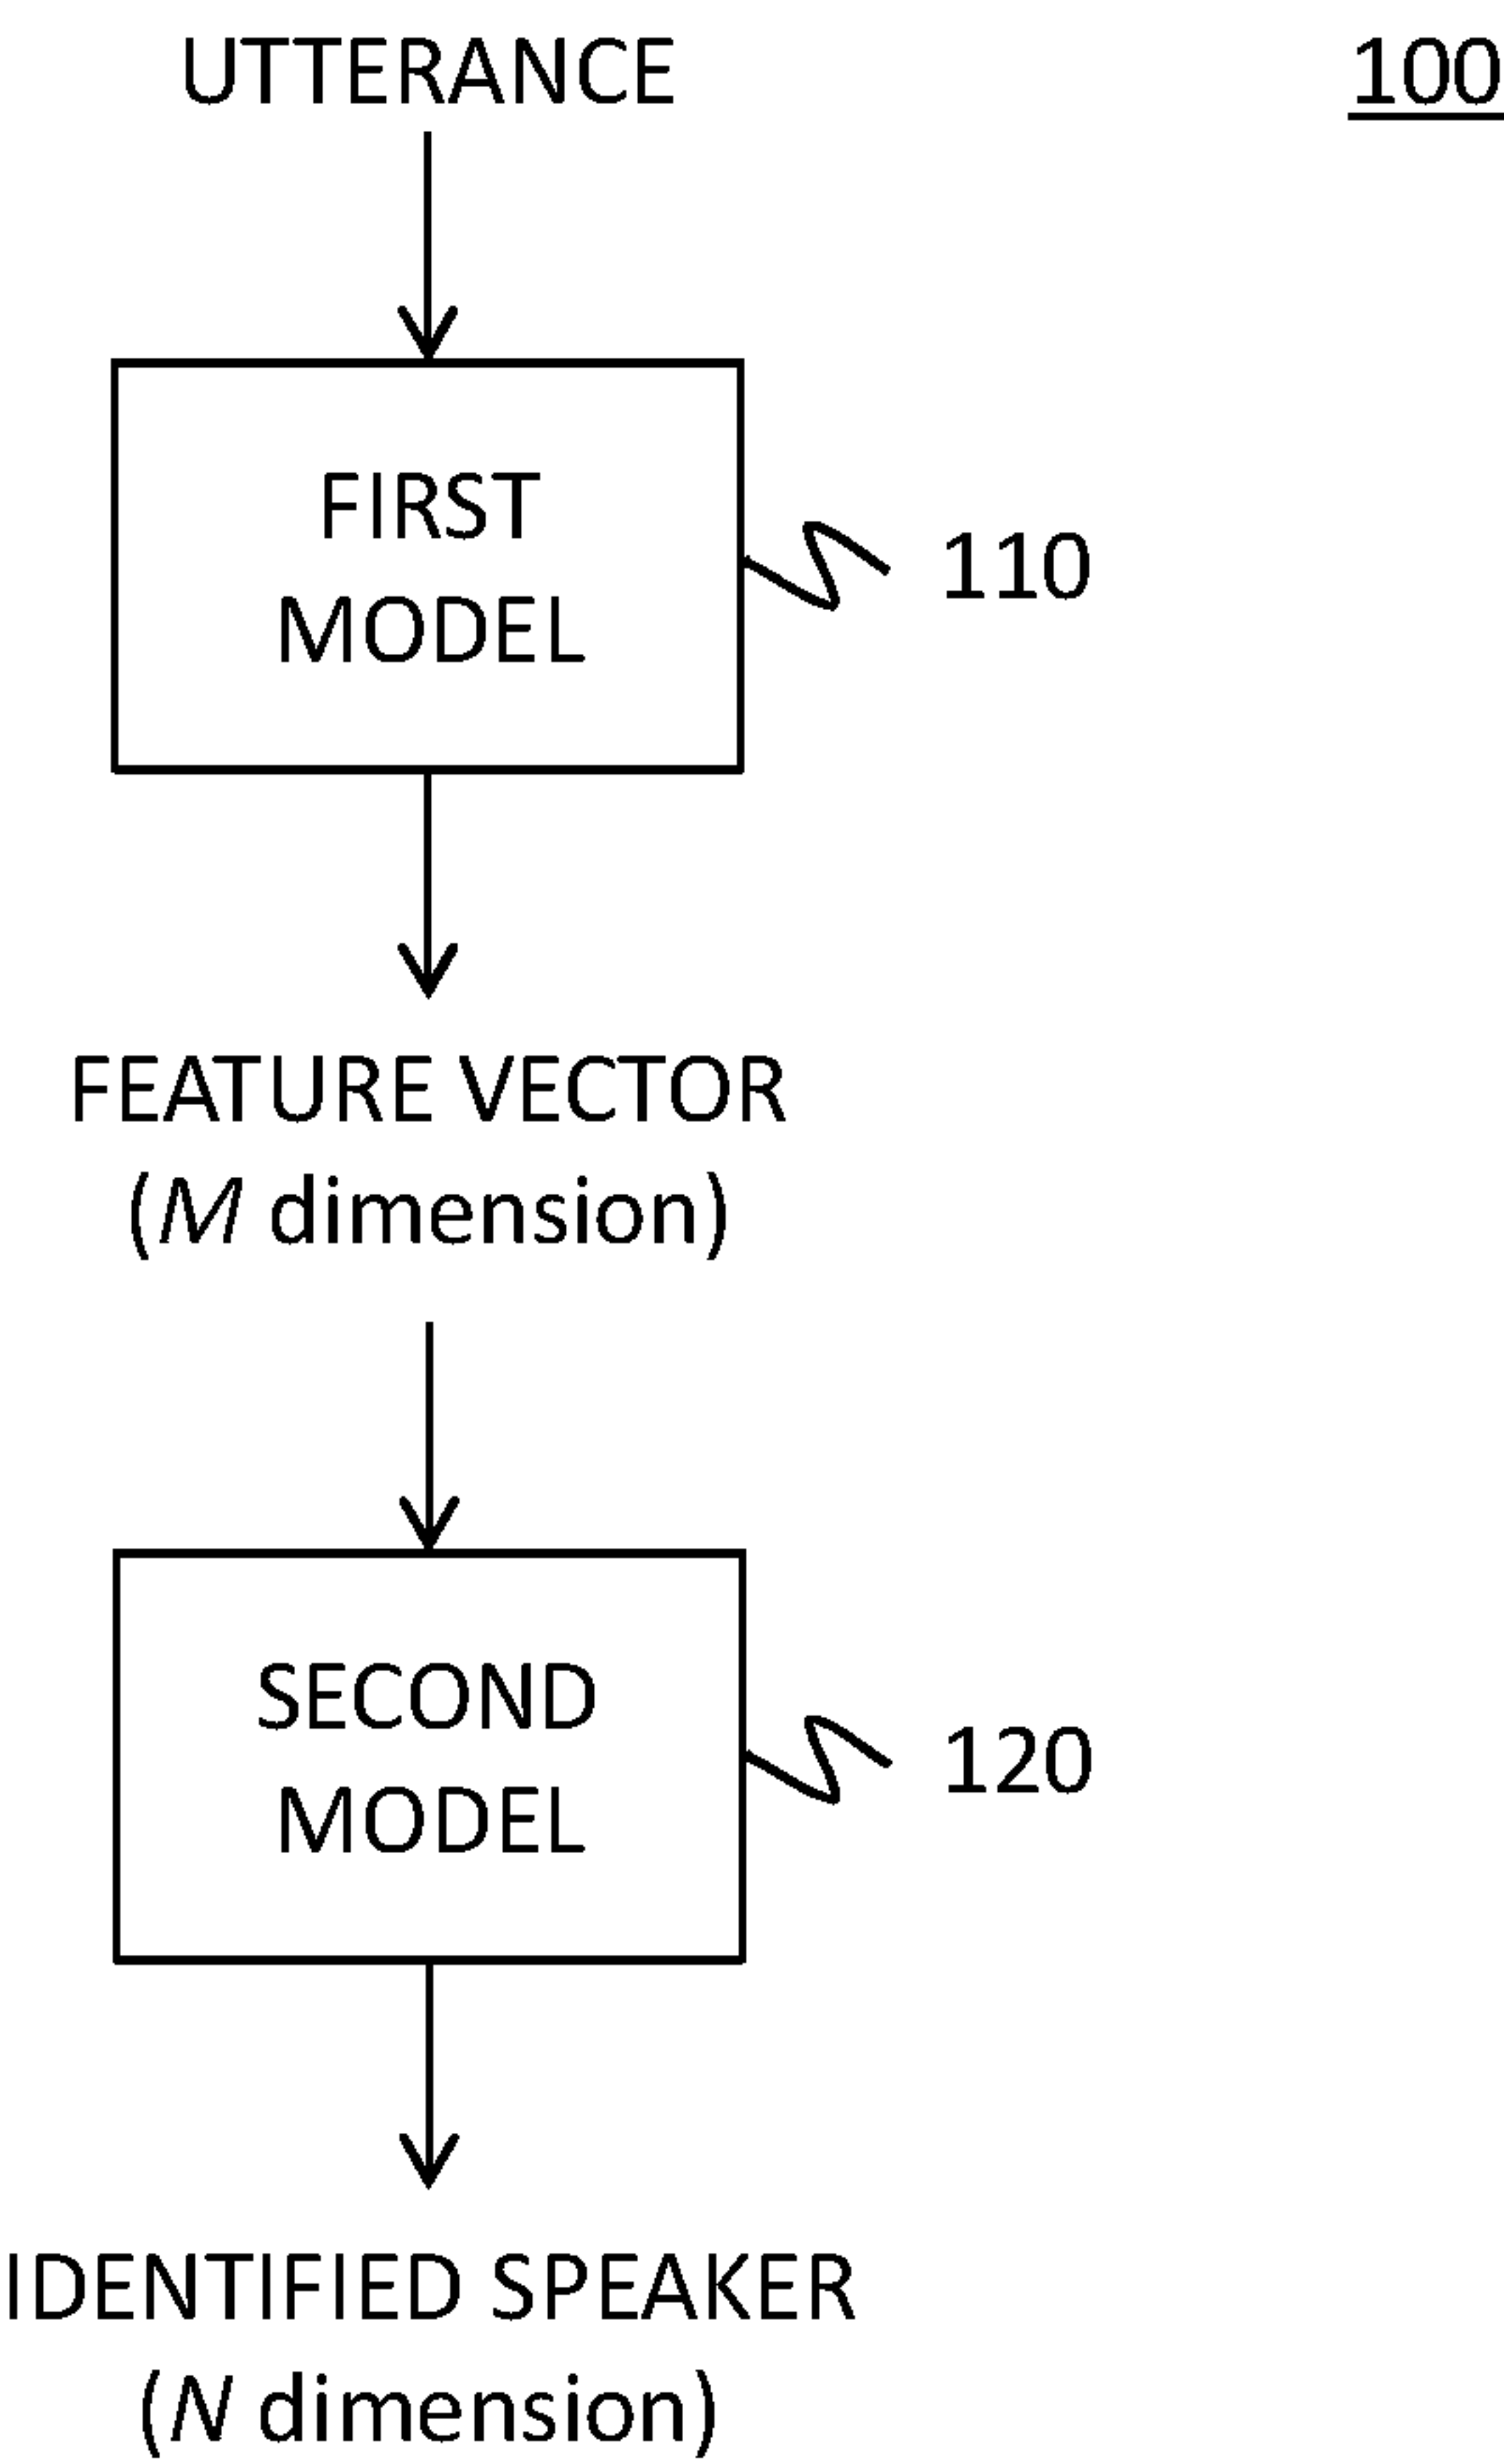 UTTERANCE
100
FIRST
MODEL
110
FEATURE VECTOR
(M dimension)
SECOND
MODEL
120
IDENTIFIED SPEAKER
(N dimension)